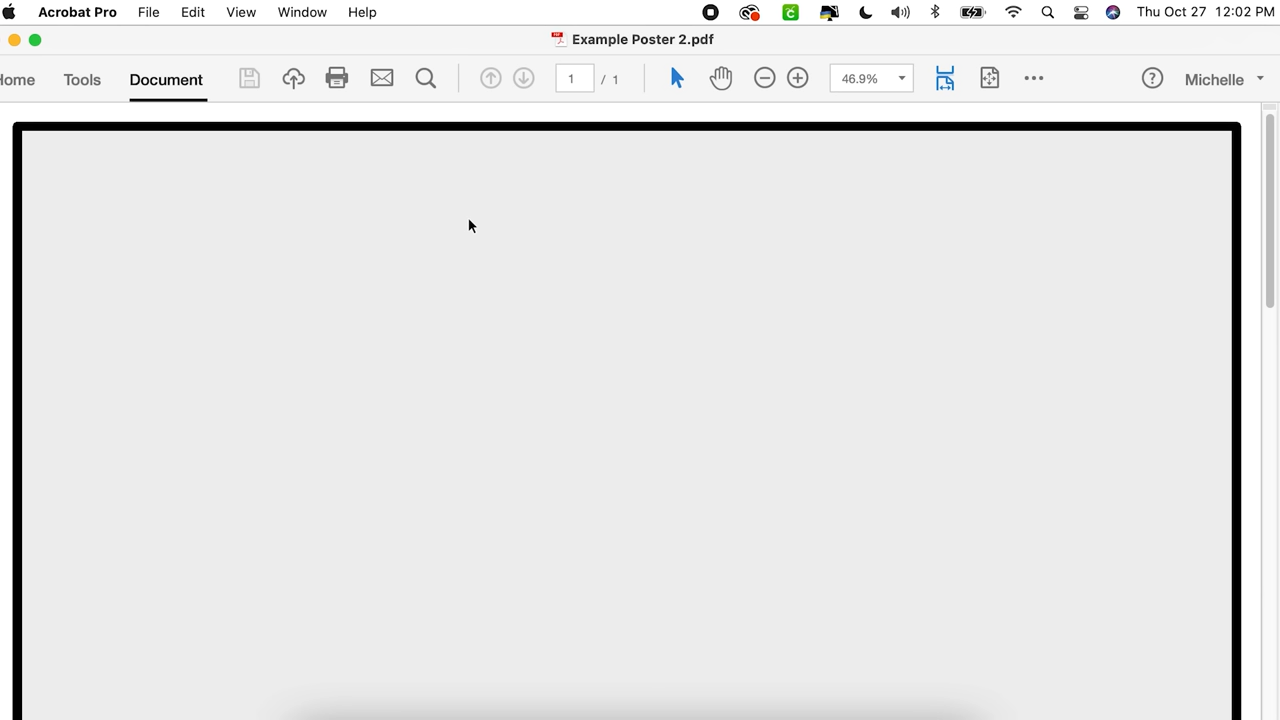 Acrobat Pro File Edit View Window Help Thu Oct 27 12:02 PM
Example Poster 2.pdf
Home Tools Document 1 / 1 46.9% Michelle